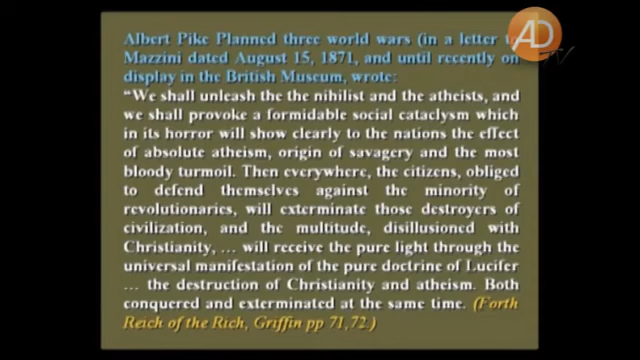 Albert Pike Planned three world wars (in a letter to
Mazzini dated August 15, 1871, and until recently on
display in the British Museum, wrote:
"We shall unleash the the nihilist and the atheists, and
we shall provoke a formidable social cataclysm which
in its horror will show clearly to the nations the effect
of absolute atheism, origin of savagery and the most
bloody turmoil. Then everywhere, the citizens, obliged
to defend themselves against the minority of
revolutionaries, will exterminate those destroyers of
civilization, and the multitude, disillusioned with
Christianity, ... will receive the pure light through the
universal manifestation of the pure doctrine of Lucifer
... the destruction of Christianity and atheism. Both
conquered and exterminated at the same time. (Forth
Reich of the Rich, Griffin pp 71,72.)
AD
TV